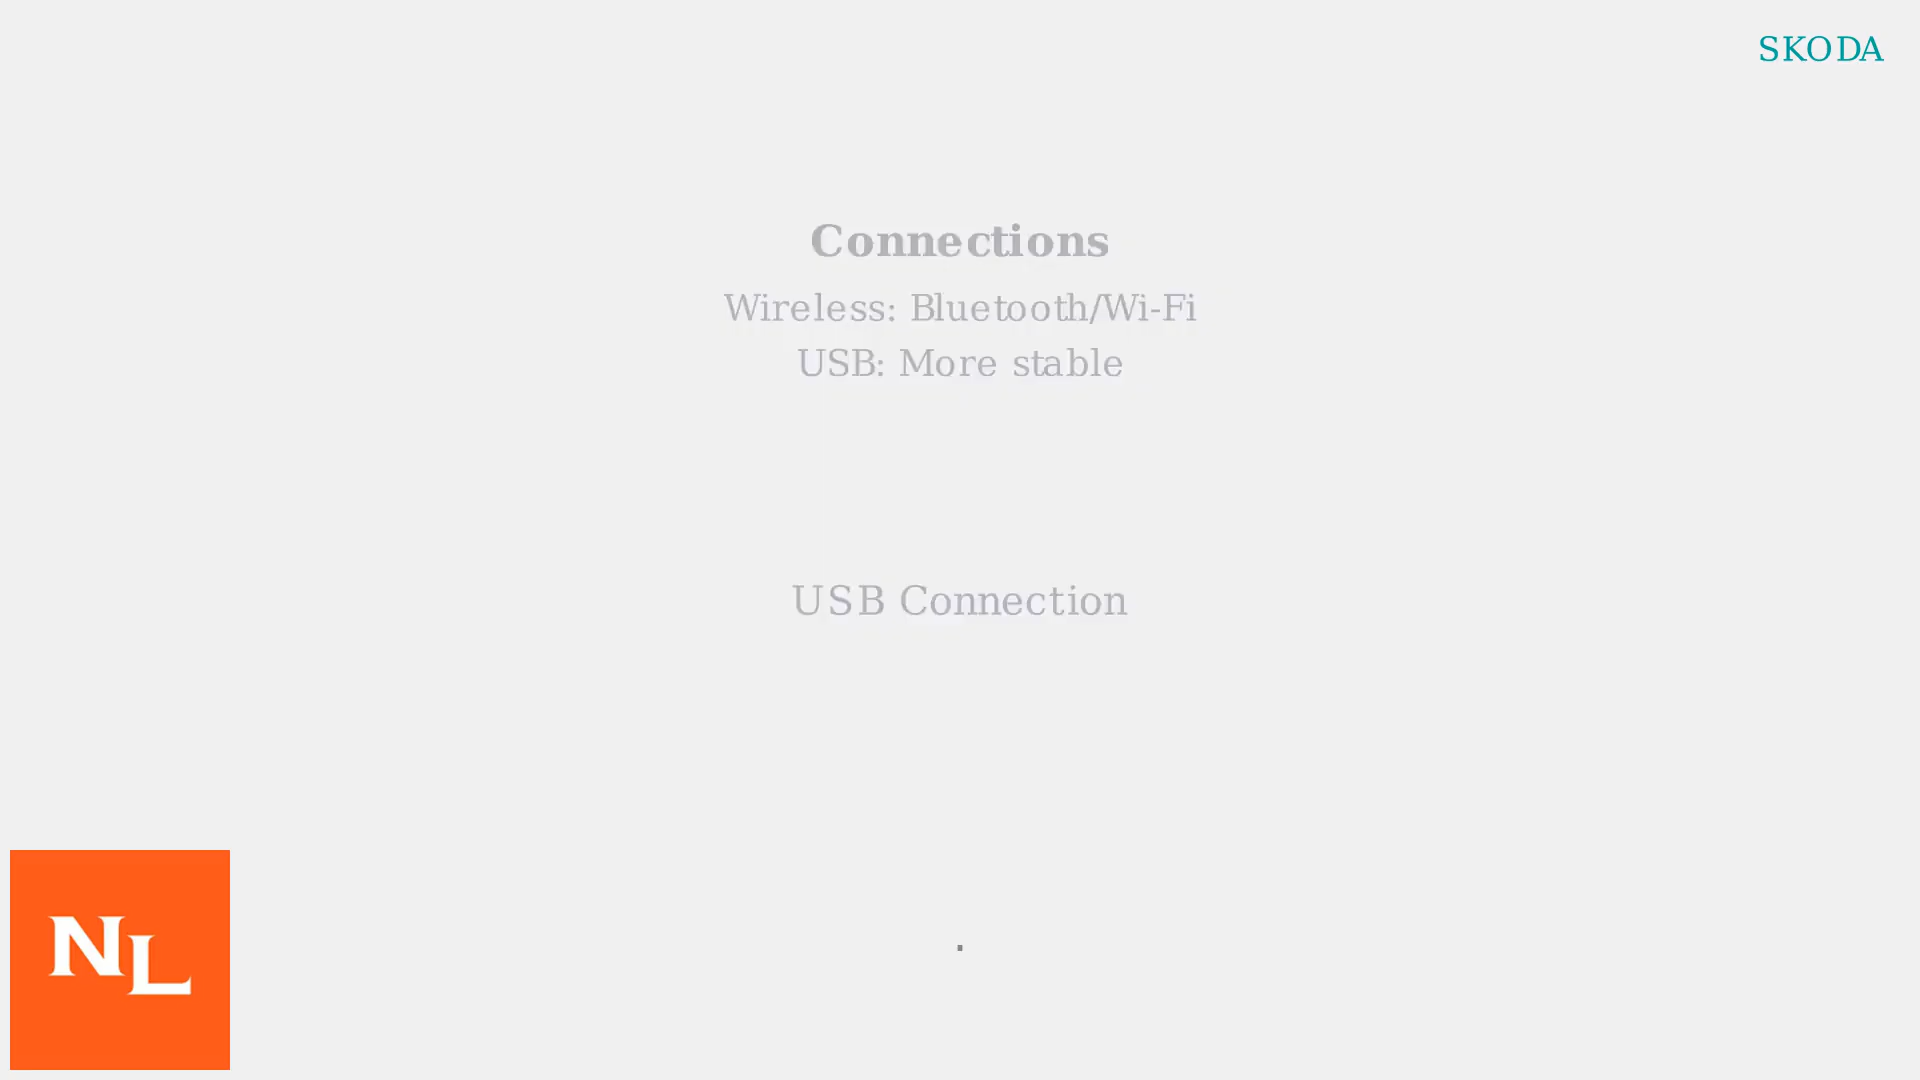 SKODA
Connections
Wireless: Bluetooth/Wi-Fi
USB: More stable
USB Connection
.
NL